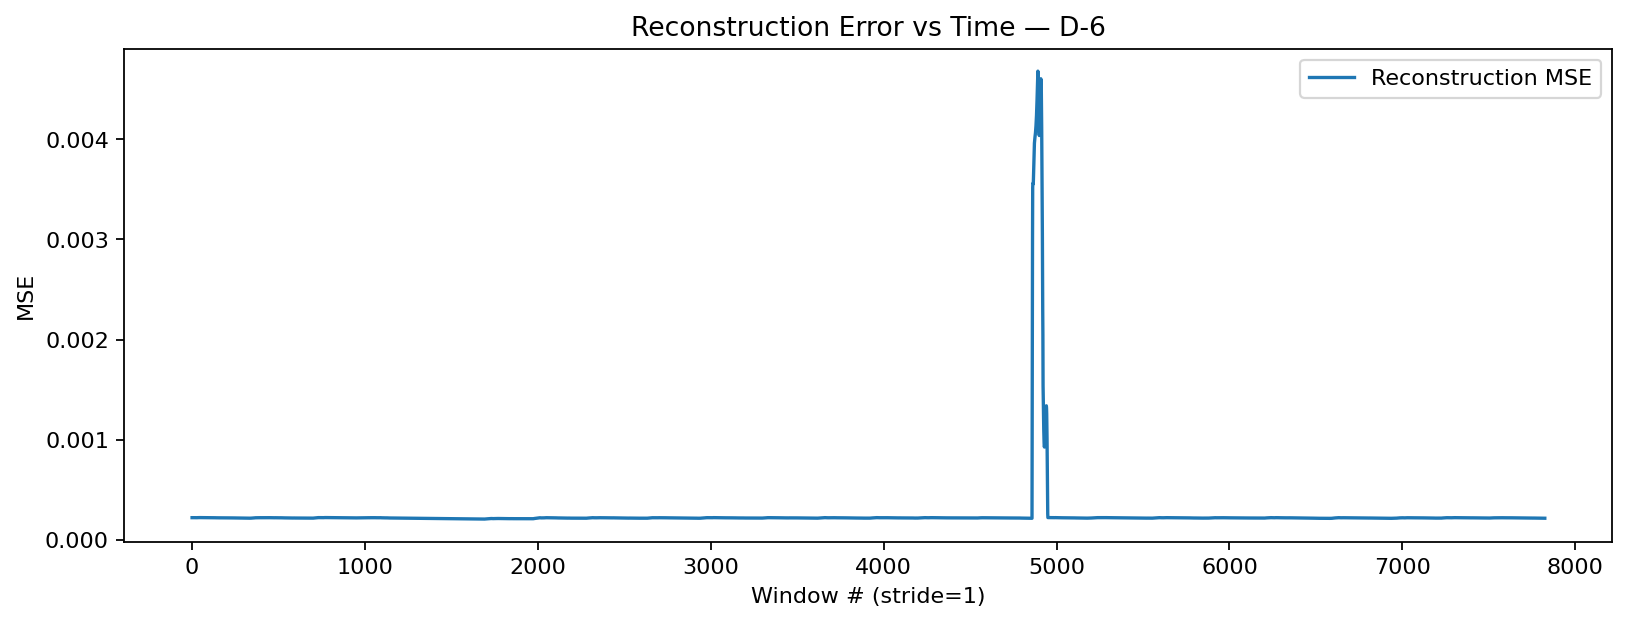 Reconstruction Error vs Time — D-6
Reconstruction MSE
MSE
0.004
0.003
0.002
0.001
0.000
0 1000 2000 3000 4000 5000 6000 7000 8000
Window # (stride=1)